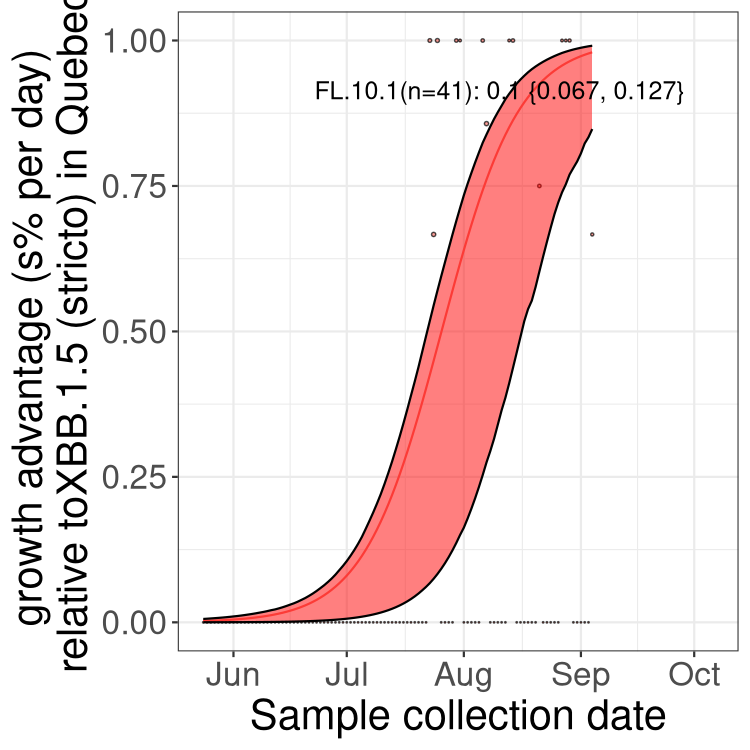 growth advantage (s% per day)
relative toXBB.1.5 (stricto) in Quebec
1.00
0.75
0.50
0.25
0.00
FL.10.1(n=41): 0.1 {0.067, 0.127}
Jun Jul Aug Sep Oct
Sample collection date